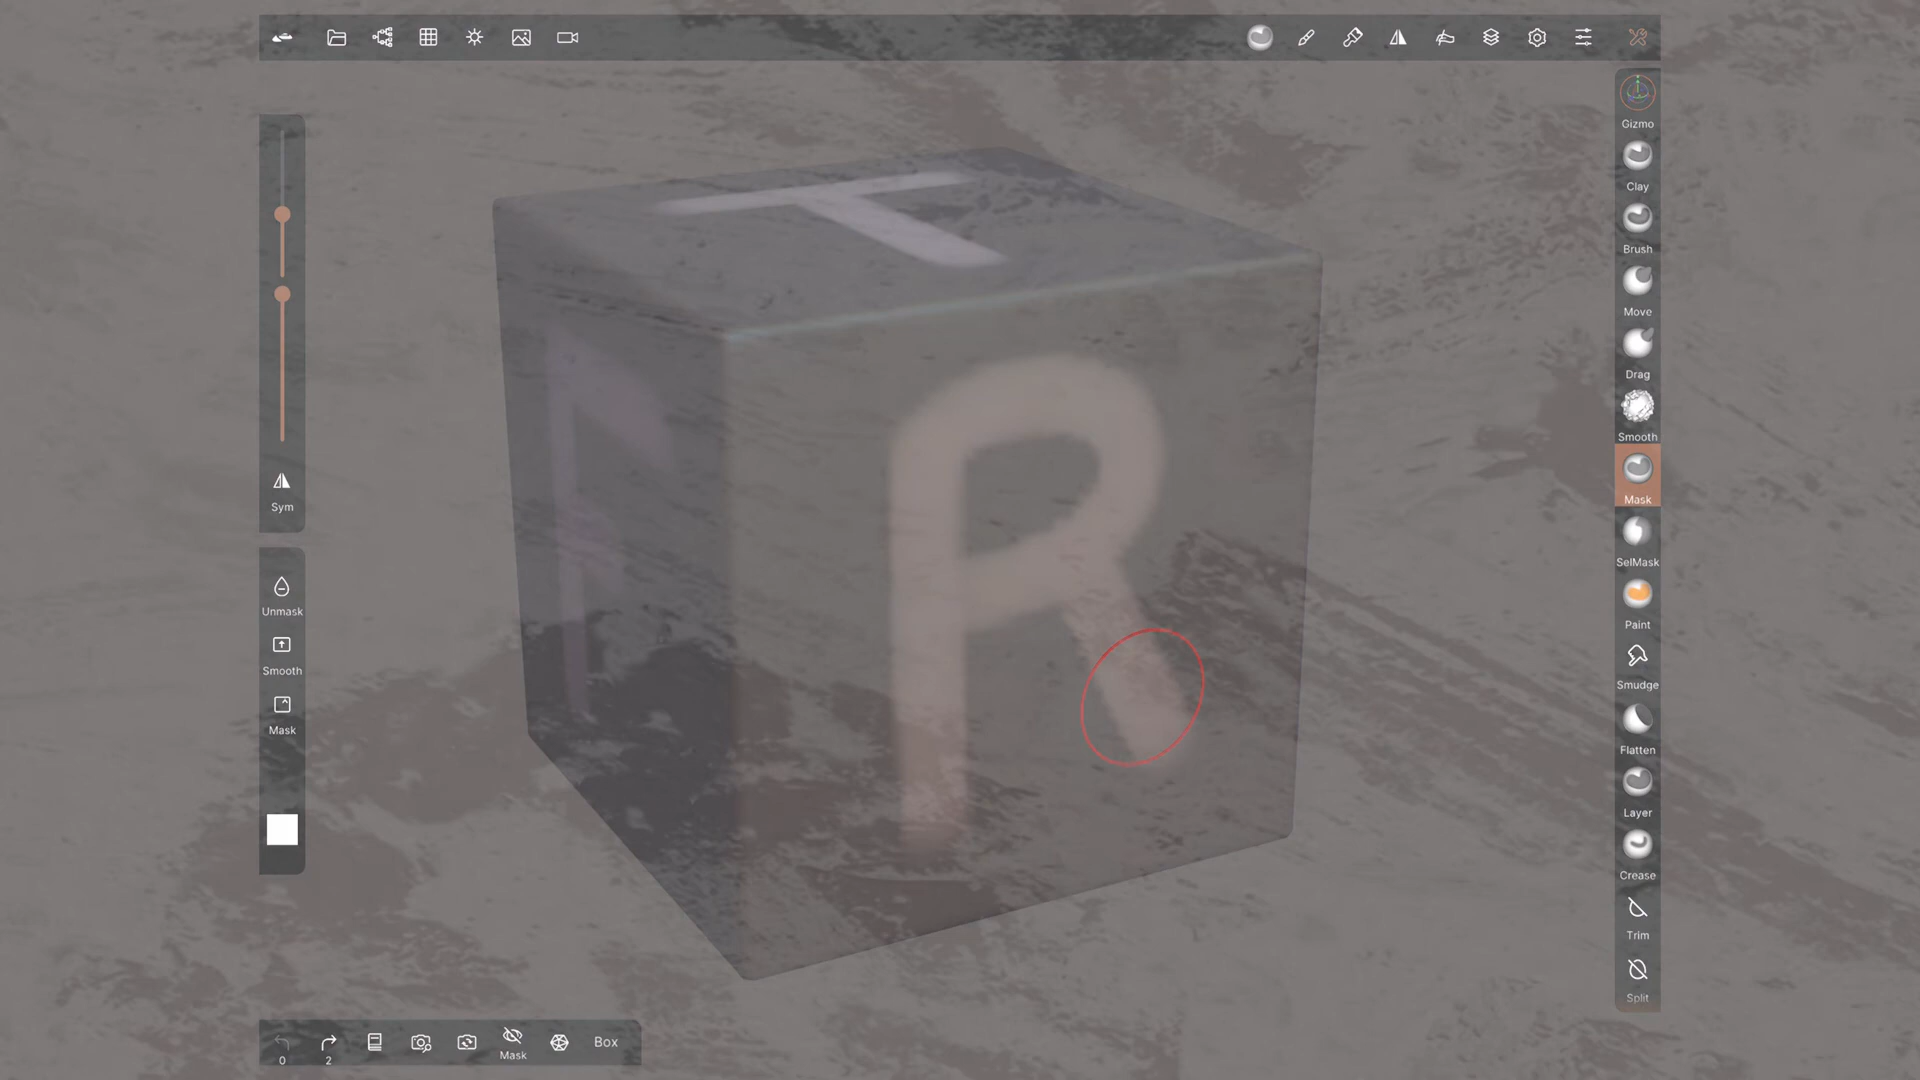 Gizmo
Clay
Brush
Move
Drag
Smooth
Mask
SelMask
Paint
Smudge
Flatten
Layer
Crease
Trim
Split
Sym
Unmask
Smooth
Mask
T
R
F
0
2
Mask
Box